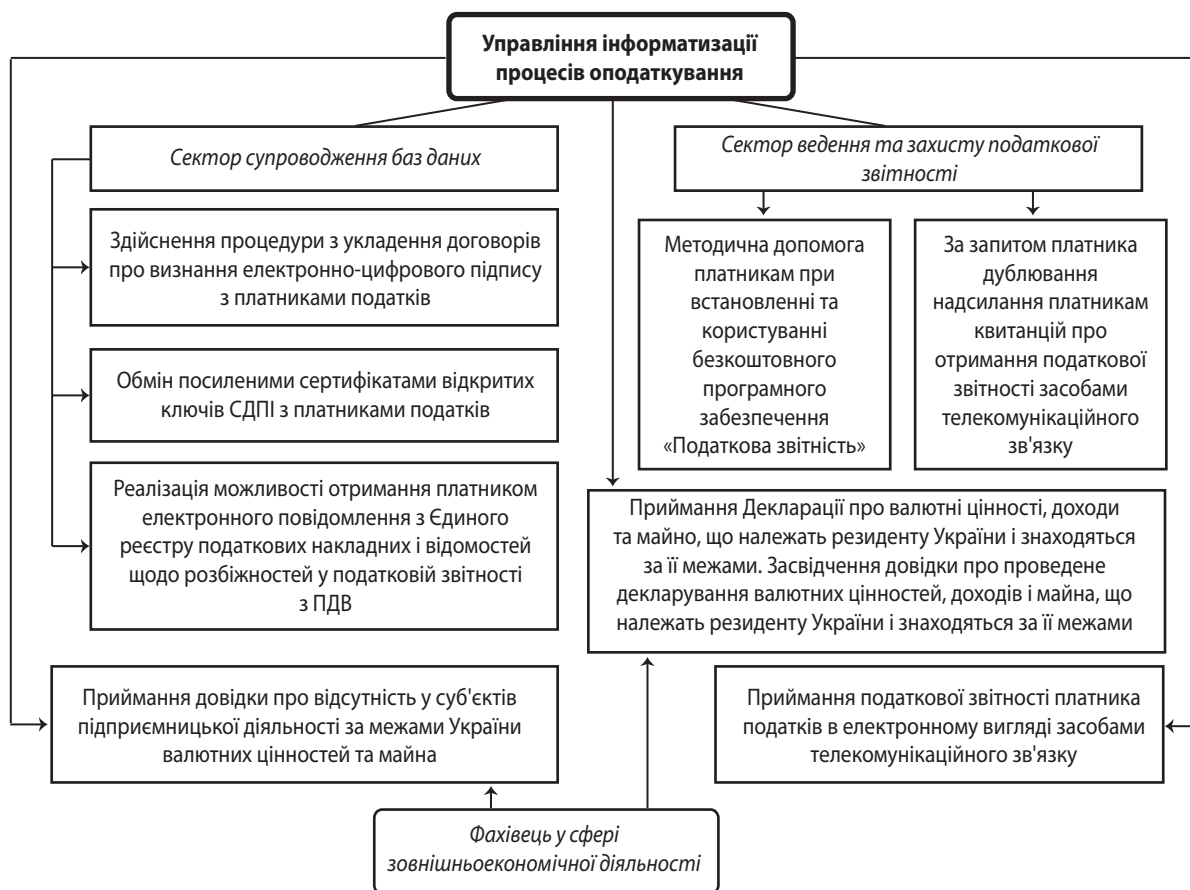 Управління інформатизації
процесів оподаткування
Сектор супроводження баз даних
Сектор ведення та захисту податкової
звітності
Здійснення процедури з укладення договорів
про визнання електронно-цифрового підпису
з платниками податків
Методична допомога
платникам при
встановленні та
користуванні
безкоштовного
програмного
забезпечення
«Податкова звітність»
За запитом платника
дублювання
надсилання платникам
квитанцій про
отримання податкової
звітності засобами
телекомунікаційного
зв'язку
Обмін посиленими сертифікатами відкритих
ключів СДПІ з платниками податків
Реалізація можливості отримання платником
електронного повідомлення з Єдиного
реєстру податкових накладних і відомостей
щодо розбіжностей у податковій звітності
з ПДВ
Приймання Декларації про валютні цінності, доходи
та майно, що належать резиденту України і знаходяться
за її межами. Засвідчення довідки про проведене
декларування валютних цінностей, доходів і майна, що
належать резиденту України і знаходяться за її межами
Приймання довідки про відсутність у суб'єктів
підприємницької діяльності за межами України
валютних цінностей та майна
Приймання податкової звітності платника
податків в електронному вигляді засобами
телекомунікаційного зв'язку
Фахівець у сфері
зовнішньоекономічної діяльності